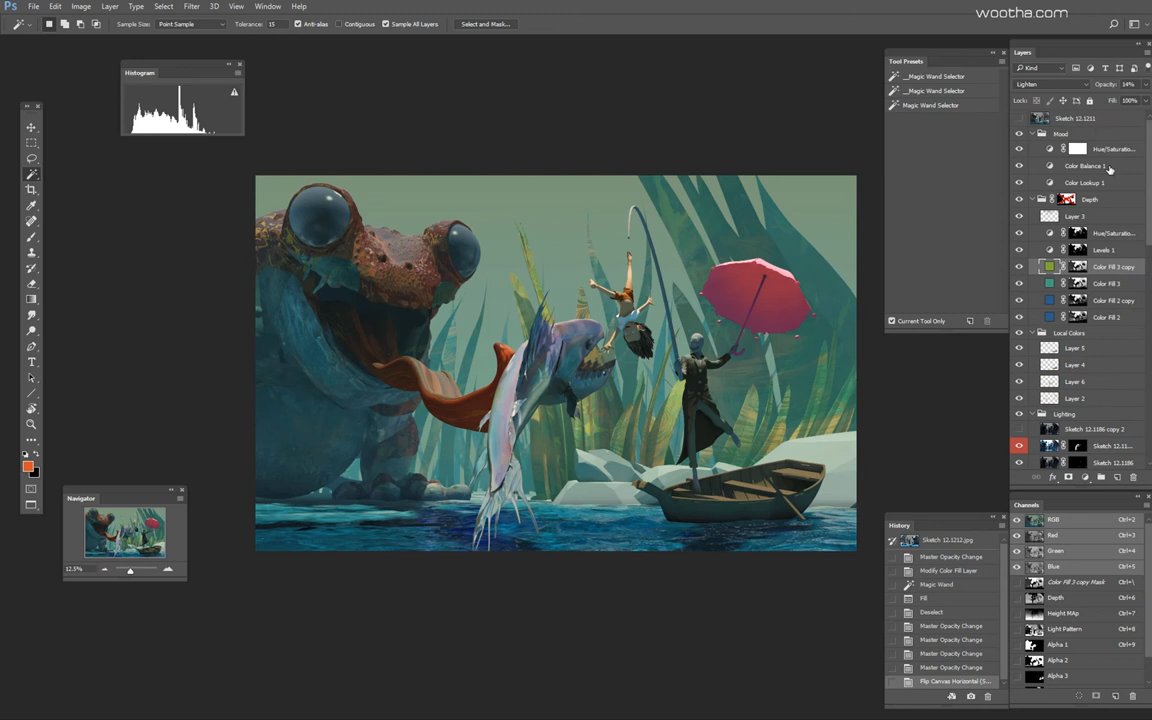 Ps File Edit Image Layer Type Select Filter 3D View Window Help
wootha.com
Sample Size: Point Sample Tolerance: 15 Anti-alias Contiguous Sample All Layers Select and Mask...
Histogram
Tool Presets
__Magic Wand Selector
__Magic Wand Selector
Magic Wand Selector
Current Tool Only
Layers
Kind
Lighten Opacity: 14%
Lock: Fill: 100%
Sketch 12.1211
Mood
Hue/Saturatio...
Color Balance 1
Color Lookup 1
Depth
Layer 3
Hue/Saturatio...
Levels 1
Color Fill 3 copy
Color Fill 3
Color Fill 2 copy
Color Fill 2
Local Colors
Layer 5
Layer 4
Layer 6
Layer 2
Lighting
Sketch 12.1186 copy 2
Sketch 12.11...
Sketch 12.1186
fx
Navigator
12.5%
History
Sketch 12.1212.jpg
Master Opacity Change
Modify Color Fill Layer
Magic Wand
Fill
Deselect
Master Opacity Change
Master Opacity Change
Master Opacity Change
Master Opacity Change
Flip Canvas Horizontal (S...
Channels
RGB Ctrl+2
Red Ctrl+3
Green Ctrl+4
Blue Ctrl+5
Color Fill 3 copy Mask Ctrl+\
Depth Ctrl+6
Height MAp Ctrl+7
Light Pattern Ctrl+8
Alpha 1 Ctrl+9
Alpha 2
Alpha 3